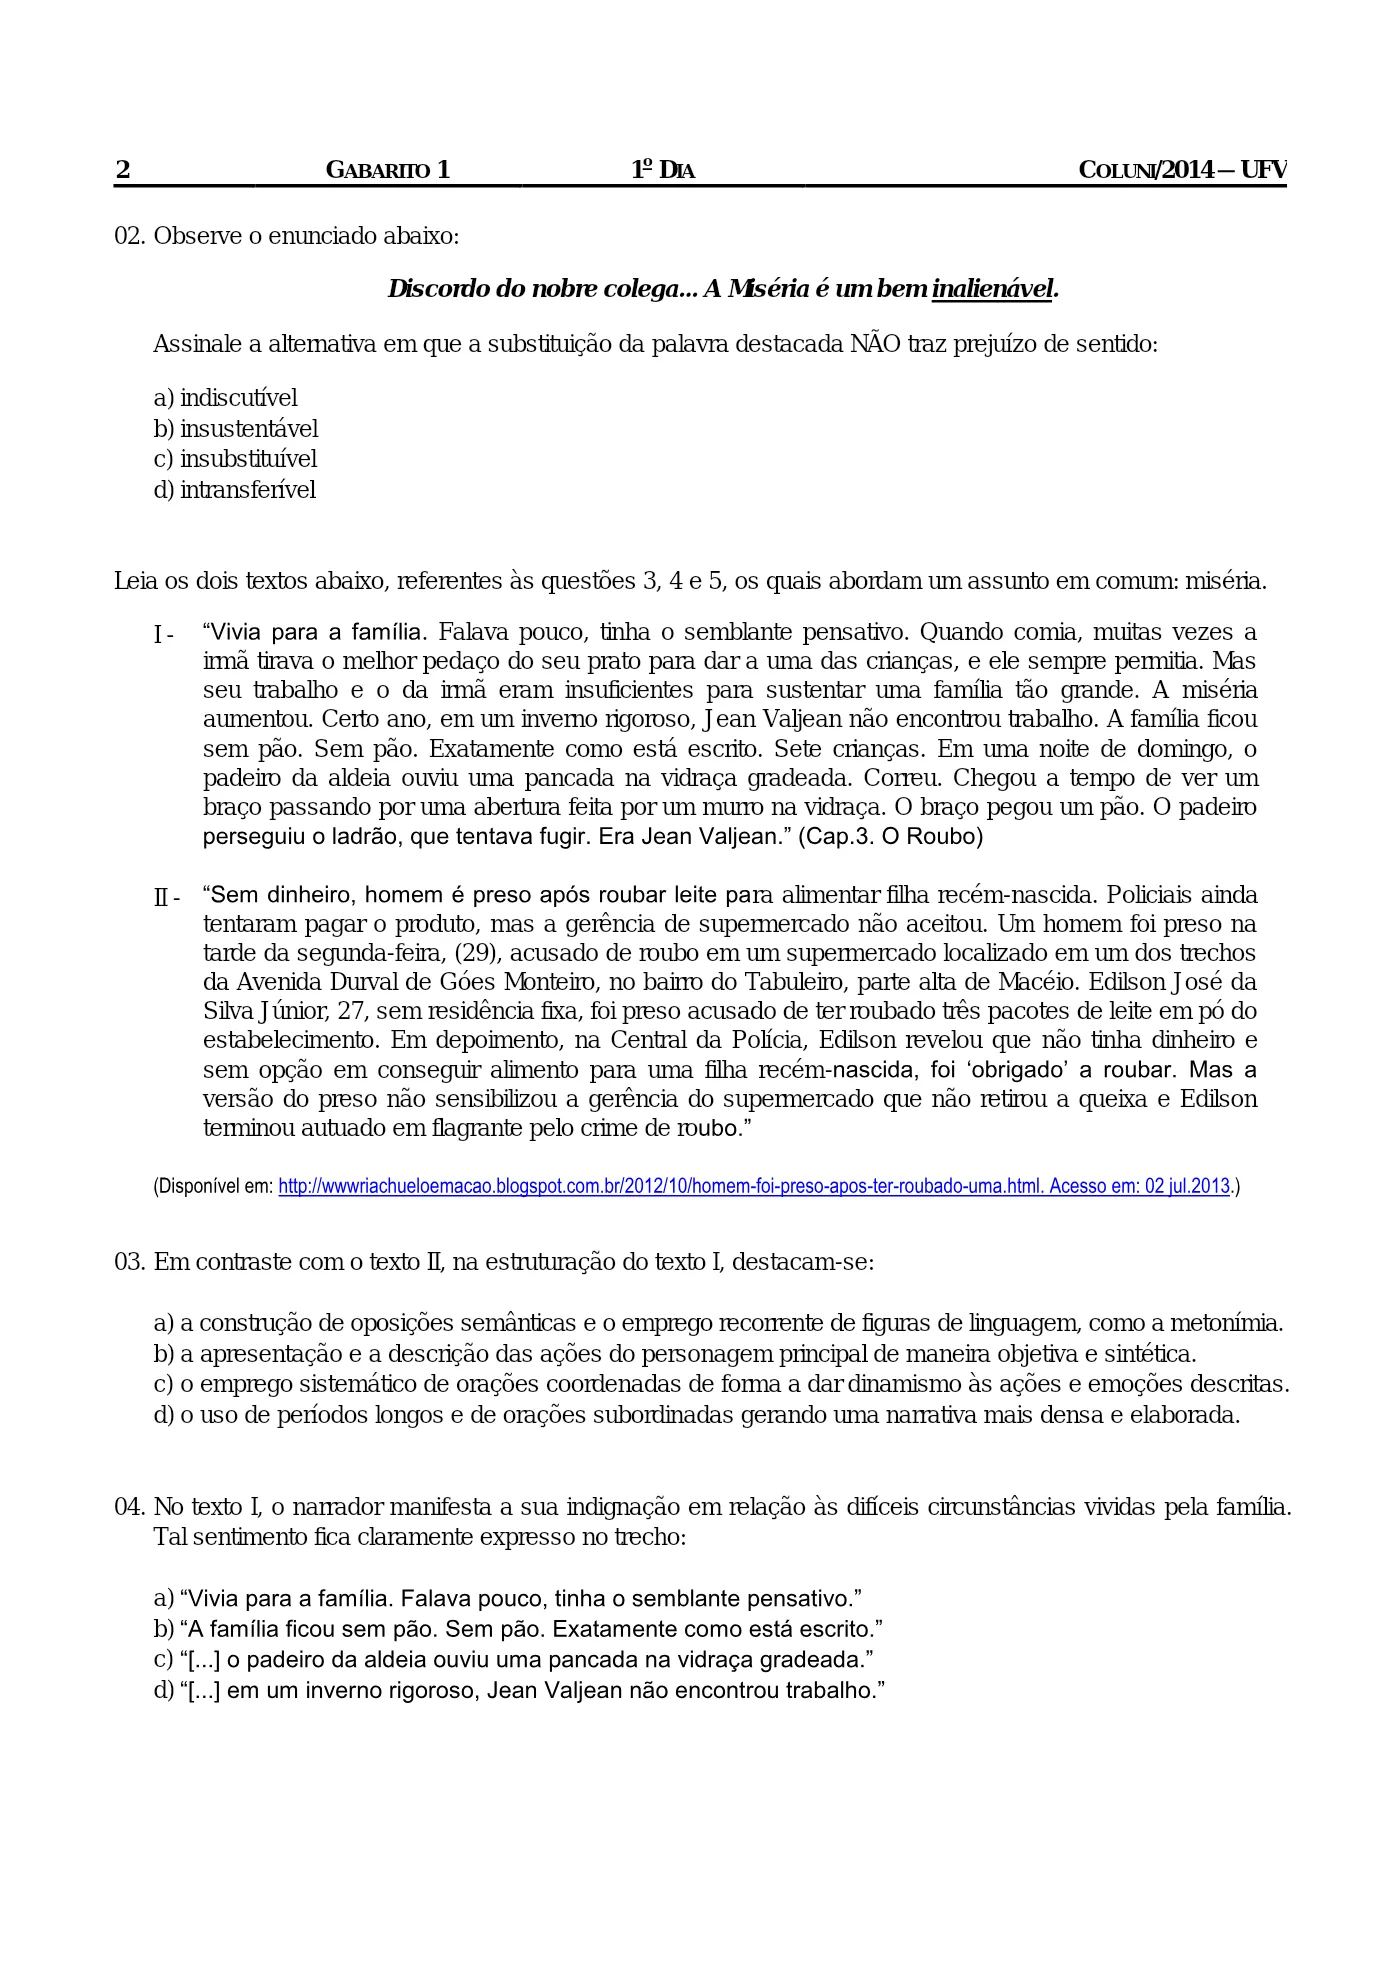 2 GABARITO 1 1º DIA COLUNI/2014 — UFV
02. Observe o enunciado abaixo:
Discordo do nobre colega... A Miséria é um bem inalienável.
Assinale a alternativa em que a substituição da palavra destacada NÃO traz prejuízo de sentido:
a) indiscutível
b) insustentável
c) insubstituível
d) intransferível
Leia os dois textos abaixo, referentes às questões 3, 4 e 5, os quais abordam um assunto em comum: miséria.
I - “Vivia para a família. Falava pouco, tinha o semblante pensativo. Quando comia, muitas vezes a
irmã tirava o melhor pedaço do seu prato para dar a uma das crianças, e ele sempre permitia. Mas
seu trabalho e o da irmã eram insuficientes para sustentar uma família tão grande. A miséria
aumentou. Certo ano, em um inverno rigoroso, Jean Valjean não encontrou trabalho. A família ficou
sem pão. Sem pão. Exatamente como está escrito. Sete crianças. Em uma noite de domingo, o
padeiro da aldeia ouviu uma pancada na vidraça gradeada. Correu. Chegou a tempo de ver um
braço passando por uma abertura feita por um murro na vidraça. O braço pegou um pão. O padeiro
perseguiu o ladrão, que tentava fugir. Era Jean Valjean.” (Cap.3. O Roubo)
II - “Sem dinheiro, homem é preso após roubar leite para alimentar filha recém-nascida. Policiais ainda
tentaram pagar o produto, mas a gerência de supermercado não aceitou. Um homem foi preso na
tarde da segunda-feira, (29), acusado de roubo em um supermercado localizado em um dos trechos
da Avenida Durval de Góes Monteiro, no bairro do Tabuleiro, parte alta de Macéio. Edilson José da
Silva Júnior, 27, sem residência fixa, foi preso acusado de ter roubado três pacotes de leite em pó do
estabelecimento. Em depoimento, na Central da Polícia, Edilson revelou que não tinha dinheiro e
sem opção em conseguir alimento para uma filha recém-nascida, foi ‘obrigado’ a roubar. Mas a
versão do preso não sensibilizou a gerência do supermercado que não retirou a queixa e Edilson
terminou autuado em flagrante pelo crime de roubo.”
(Disponível em: http://wwwriachueloemacao.blogspot.com.br/2012/10/homem-foi-preso-apos-ter-roubado-uma.html. Acesso em: 02 jul.2013.)
03. Em contraste com o texto II, na estruturação do texto I, destacam-se:
a) a construção de oposições semânticas e o emprego recorrente de figuras de linguagem, como a metonímia.
b) a apresentação e a descrição das ações do personagem principal de maneira objetiva e sintética.
c) o emprego sistemático de orações coordenadas de forma a dar dinamismo às ações e emoções descritas.
d) o uso de períodos longos e de orações subordinadas gerando uma narrativa mais densa e elaborada.
04. No texto I, o narrador manifesta a sua indignação em relação às difíceis circunstâncias vividas pela família.
Tal sentimento fica claramente expresso no trecho:
a) “Vivia para a família. Falava pouco, tinha o semblante pensativo.”
b) “A família ficou sem pão. Sem pão. Exatamente como está escrito.”
c) “[...] o padeiro da aldeia ouviu uma pancada na vidraça gradeada.”
d) “[...] em um inverno rigoroso, Jean Valjean não encontrou trabalho.”